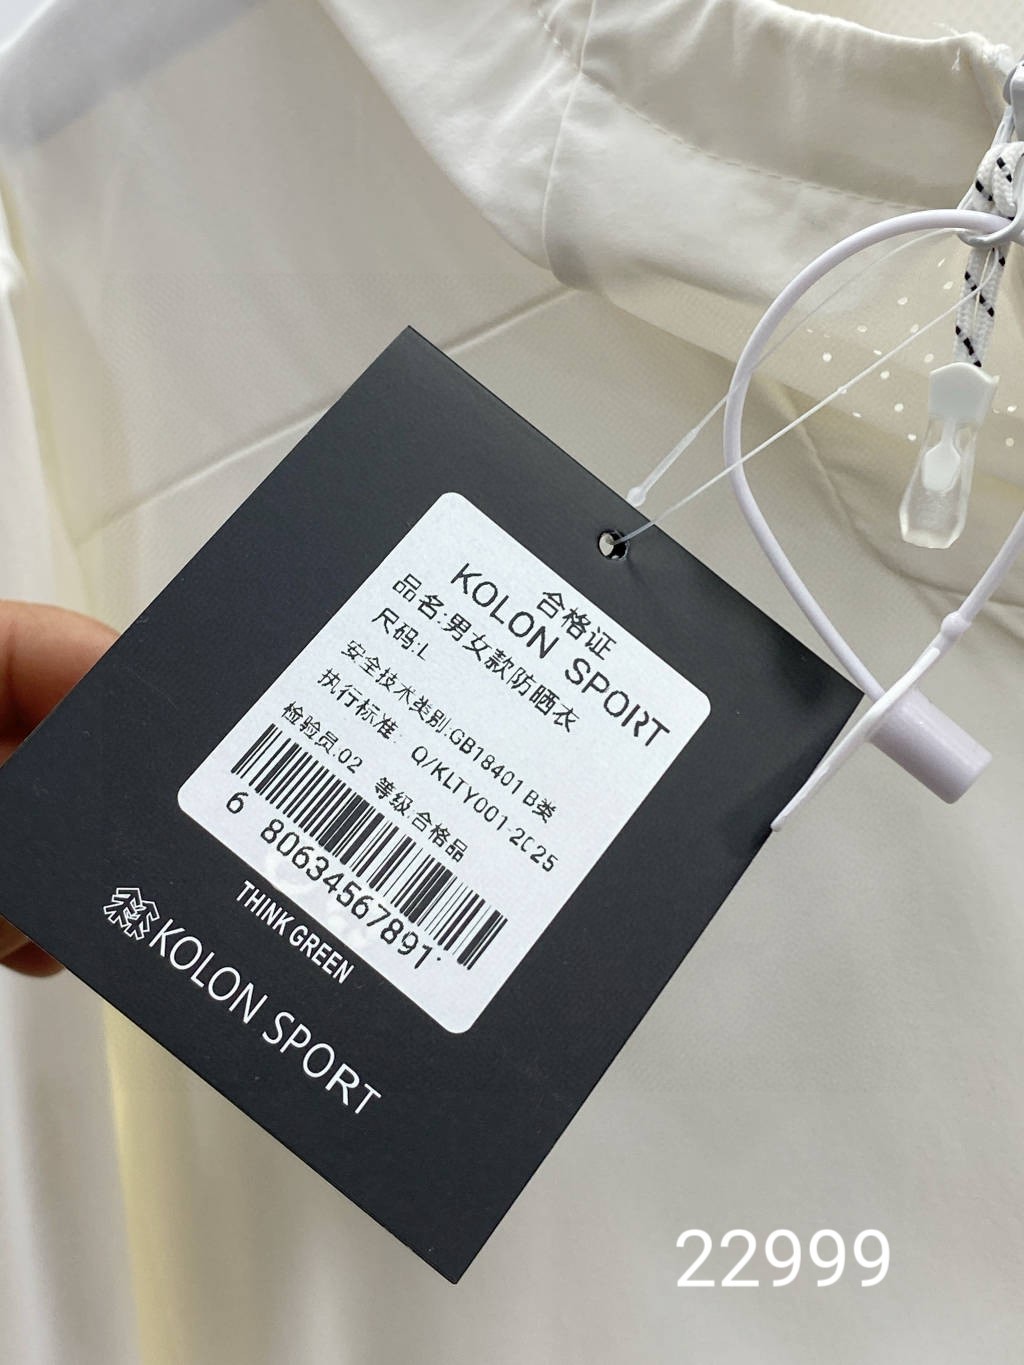 合格证
KOLON SPORT
品名:男女款防晒衣
尺码:L
安全技术类别:GB18401 B类
执行标准: Q/KLTY001-2025
检验员:02 等级:合格品
6 80634567891
THINK GREEN
KOLON SPORT
22999